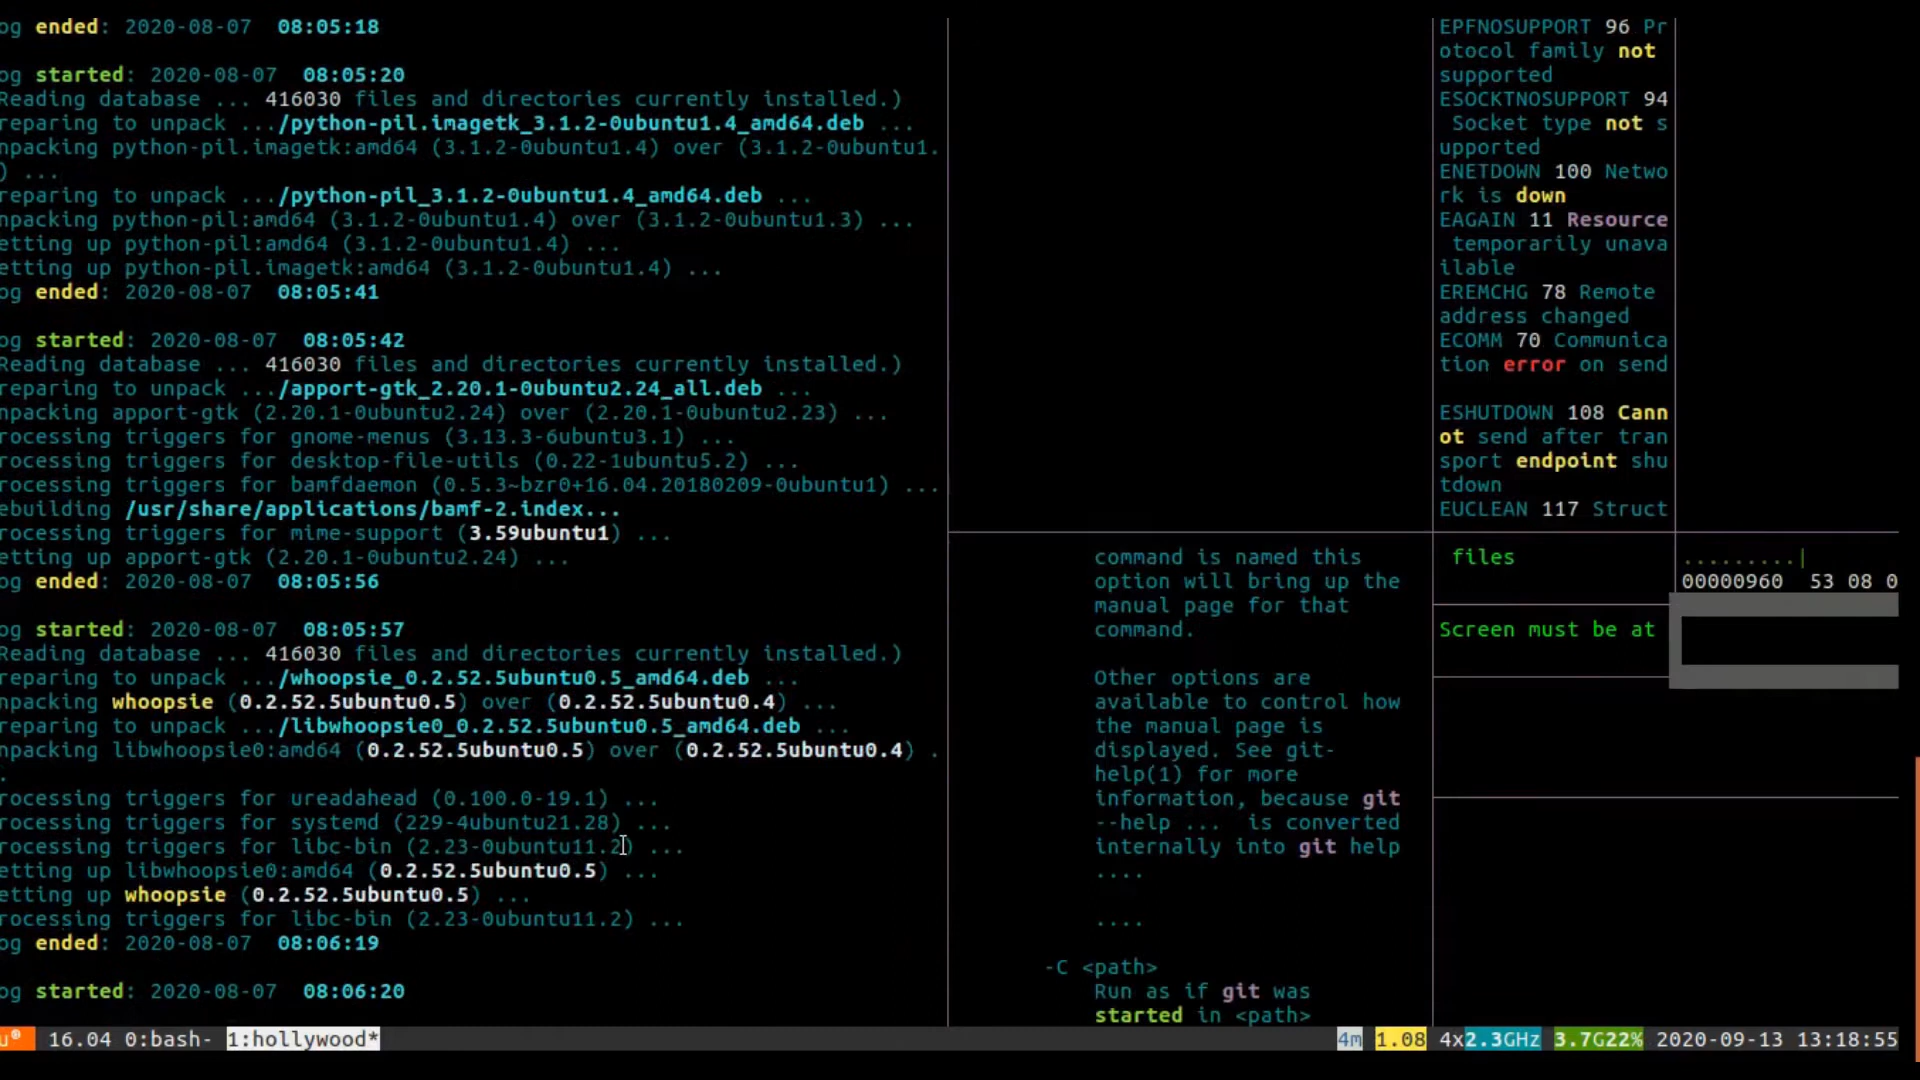 og ended: 2020-08-07  08:05:18
og started: 2020-08-07  08:05:20
Reading database ... 416030 files and directories currently installed.)
reparing to unpack .../python-pil.imagetk_3.1.2-0ubuntu1.4_amd64.deb ...
npacking python-pil.imagetk:amd64 (3.1.2-0ubuntu1.4) over (3.1.2-0ubuntu1.
) ...
reparing to unpack .../python-pil_3.1.2-0ubuntu1.4_amd64.deb ...
npacking python-pil:amd64 (3.1.2-0ubuntu1.4) over (3.1.2-0ubuntu1.3) ...
etting up python-pil:amd64 (3.1.2-0ubuntu1.4) ...
etting up python-pil.imagetk:amd64 (3.1.2-0ubuntu1.4) ...
og ended: 2020-08-07  08:05:41
og started: 2020-08-07  08:05:42
Reading database ... 416030 files and directories currently installed.)
reparing to unpack .../apport-gtk_2.20.1-0ubuntu2.24_all.deb ...
npacking apport-gtk (2.20.1-0ubuntu2.24) over (2.20.1-0ubuntu2.23) ...
rocessing triggers for gnome-menus (3.13.3-6ubuntu3.1) ...
rocessing triggers for desktop-file-utils (0.22-1ubuntu5.2) ...
rocessing triggers for bamfdaemon (0.5.3~bzr0+16.04.20180209-0ubuntu1) ...
ebuilding /usr/share/applications/bamf-2.index...
rocessing triggers for mime-support (3.59ubuntu1) ...
etting up apport-gtk (2.20.1-0ubuntu2.24) ...
og ended: 2020-08-07  08:05:56
og started: 2020-08-07  08:05:57
Reading database ... 416030 files and directories currently installed.)
reparing to unpack .../whoopsie_0.2.52.5ubuntu0.5_amd64.deb ...
npacking whoopsie (0.2.52.5ubuntu0.5) over (0.2.52.5ubuntu0.4) ...
reparing to unpack .../libwhoopsie0_0.2.52.5ubuntu0.5_amd64.deb ...
npacking libwhoopsie0:amd64 (0.2.52.5ubuntu0.5) over (0.2.52.5ubuntu0.4) .
.
rocessing triggers for ureadahead (0.100.0-19.1) ...
rocessing triggers for systemd (229-4ubuntu21.28) ...
rocessing triggers for libc-bin (2.23-0ubuntu11.2) ...
etting up libwhoopsie0:amd64 (0.2.52.5ubuntu0.5) ...
etting up whoopsie (0.2.52.5ubuntu0.5) ...
rocessing triggers for libc-bin (2.23-0ubuntu11.2) ...
og ended: 2020-08-07  08:06:19
og started: 2020-08-07  08:06:20
command is named this
option will bring up the
manual page for that
command.
Other options are
available to control how
the manual page is
displayed. See git-
help(1) for more
information, because git
--help ...  is converted
internally into git help
....
....
-C <path>
Run as if git was
started in <path>
EPFNOSUPPORT 96 Pr
otocol family not
supported
ESOCKTNOSUPPORT 94
Socket type not s
upported
ENETDOWN 100 Netwo
rk is down
EAGAIN 11 Resource
temporarily unava
ilable
EREMCHG 78 Remote
address changed
ECOMM 70 Communica
tion error on send
ESHUTDOWN 108 Cann
ot send after tran
sport endpoint shu
tdown
EUCLEAN 117 Struct
files
Screen must be at
.........|
00000960  53 08 0
u® 16.04 0:bash- 1:hollywood* 4m 1.08 4x2.3GHz 3.7G22% 2020-09-13 13:18:55